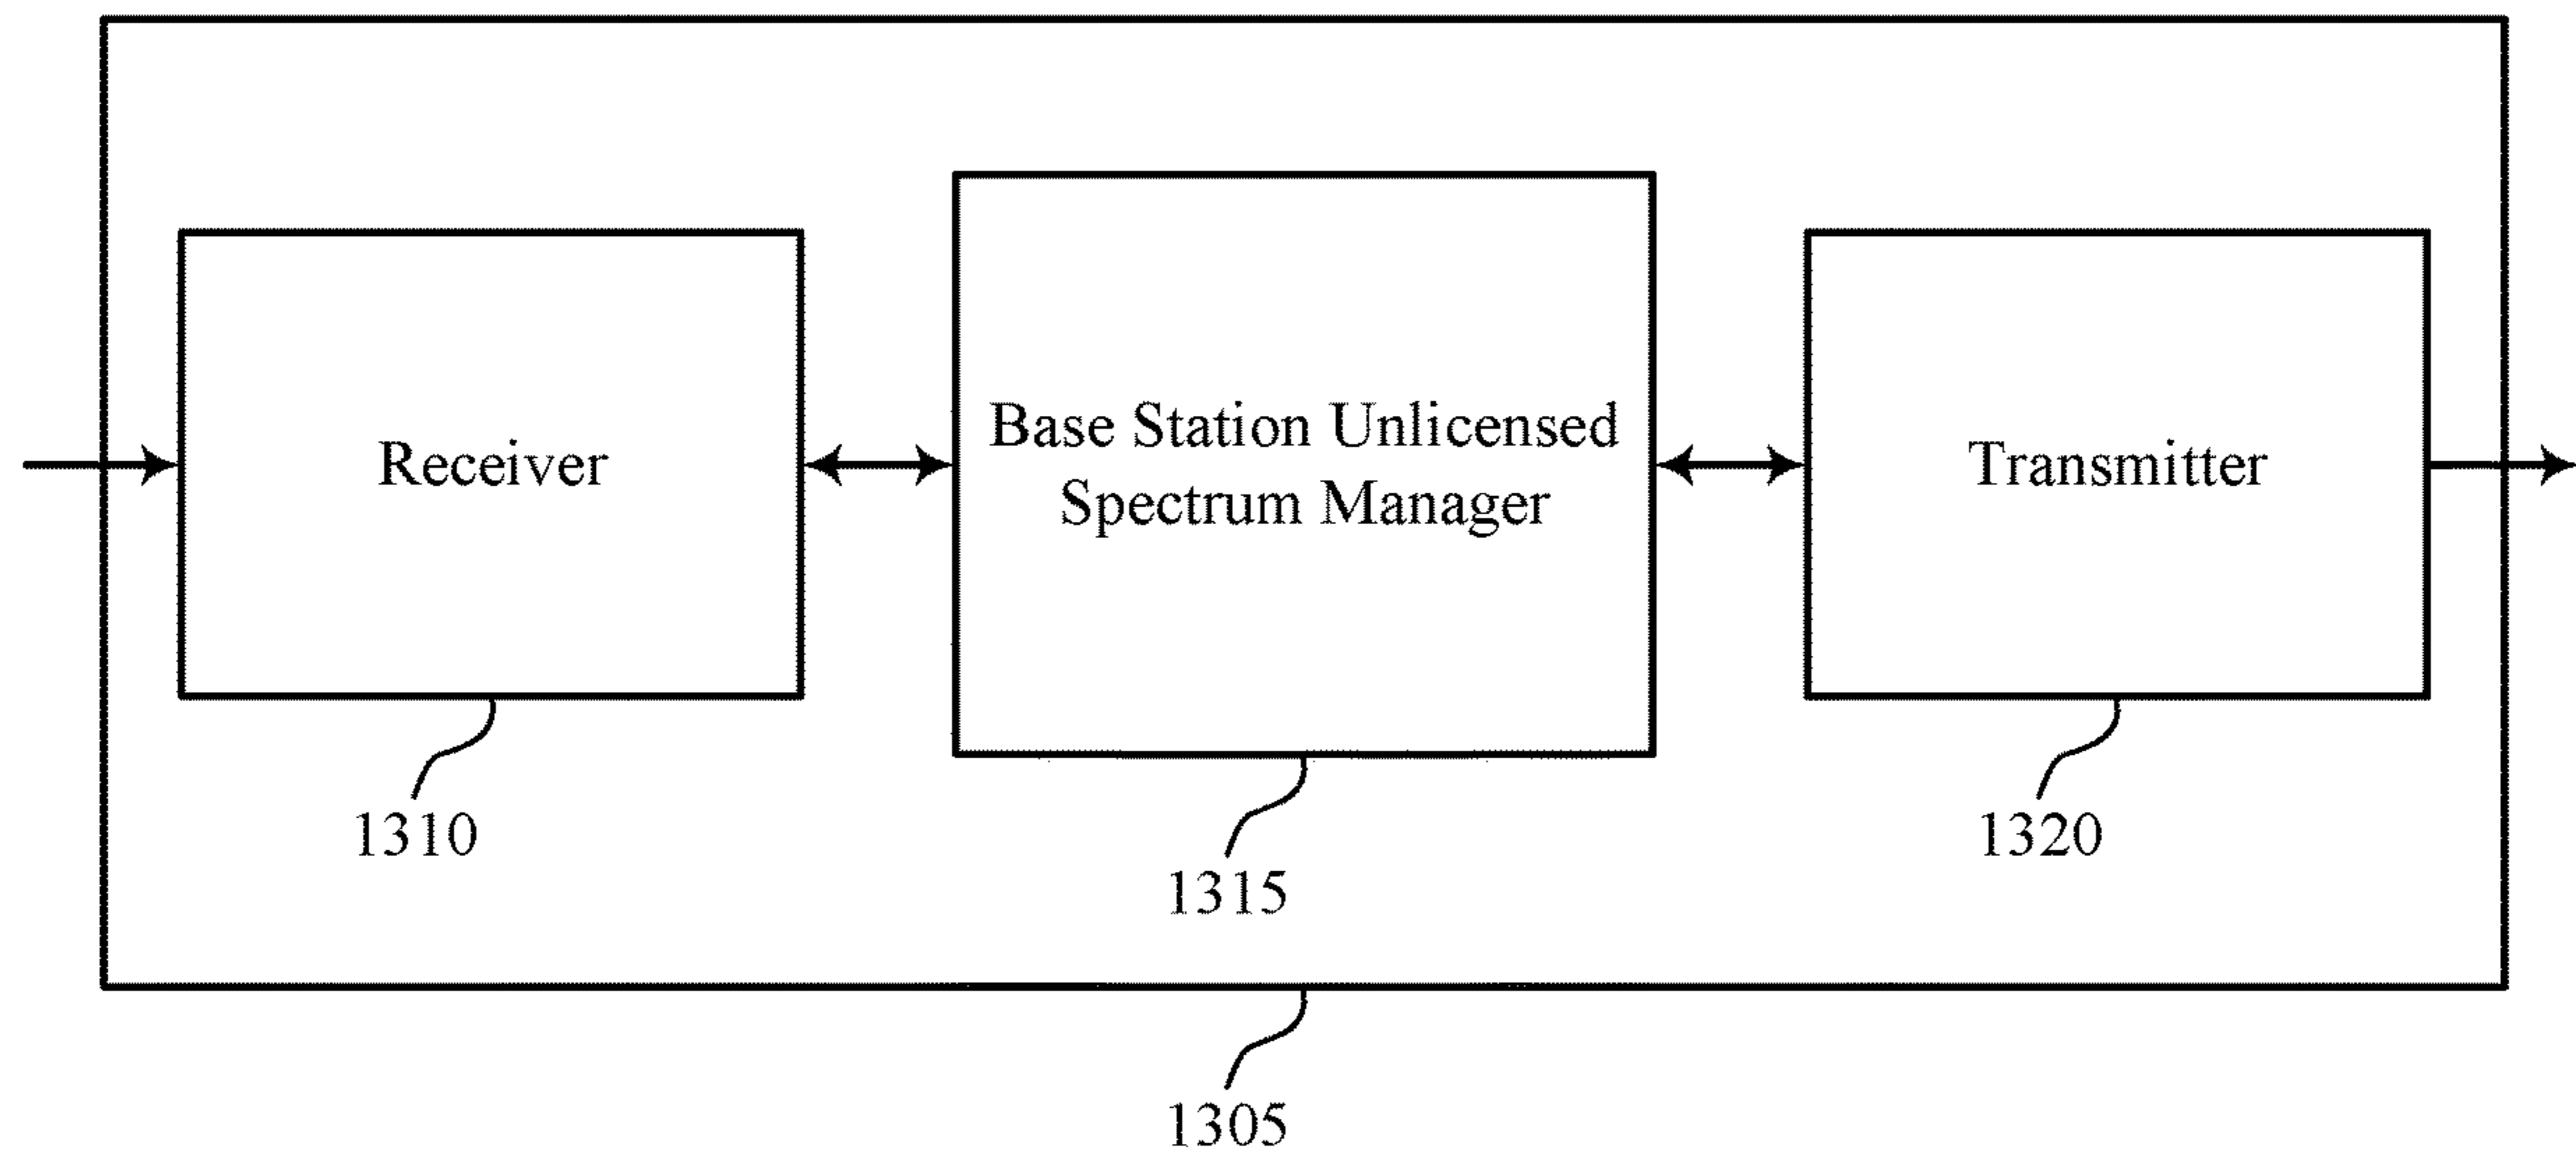 Receiver
Base Station Unlicensed
Spectrum Manager
Transmitter
1310
1315
1320
1305